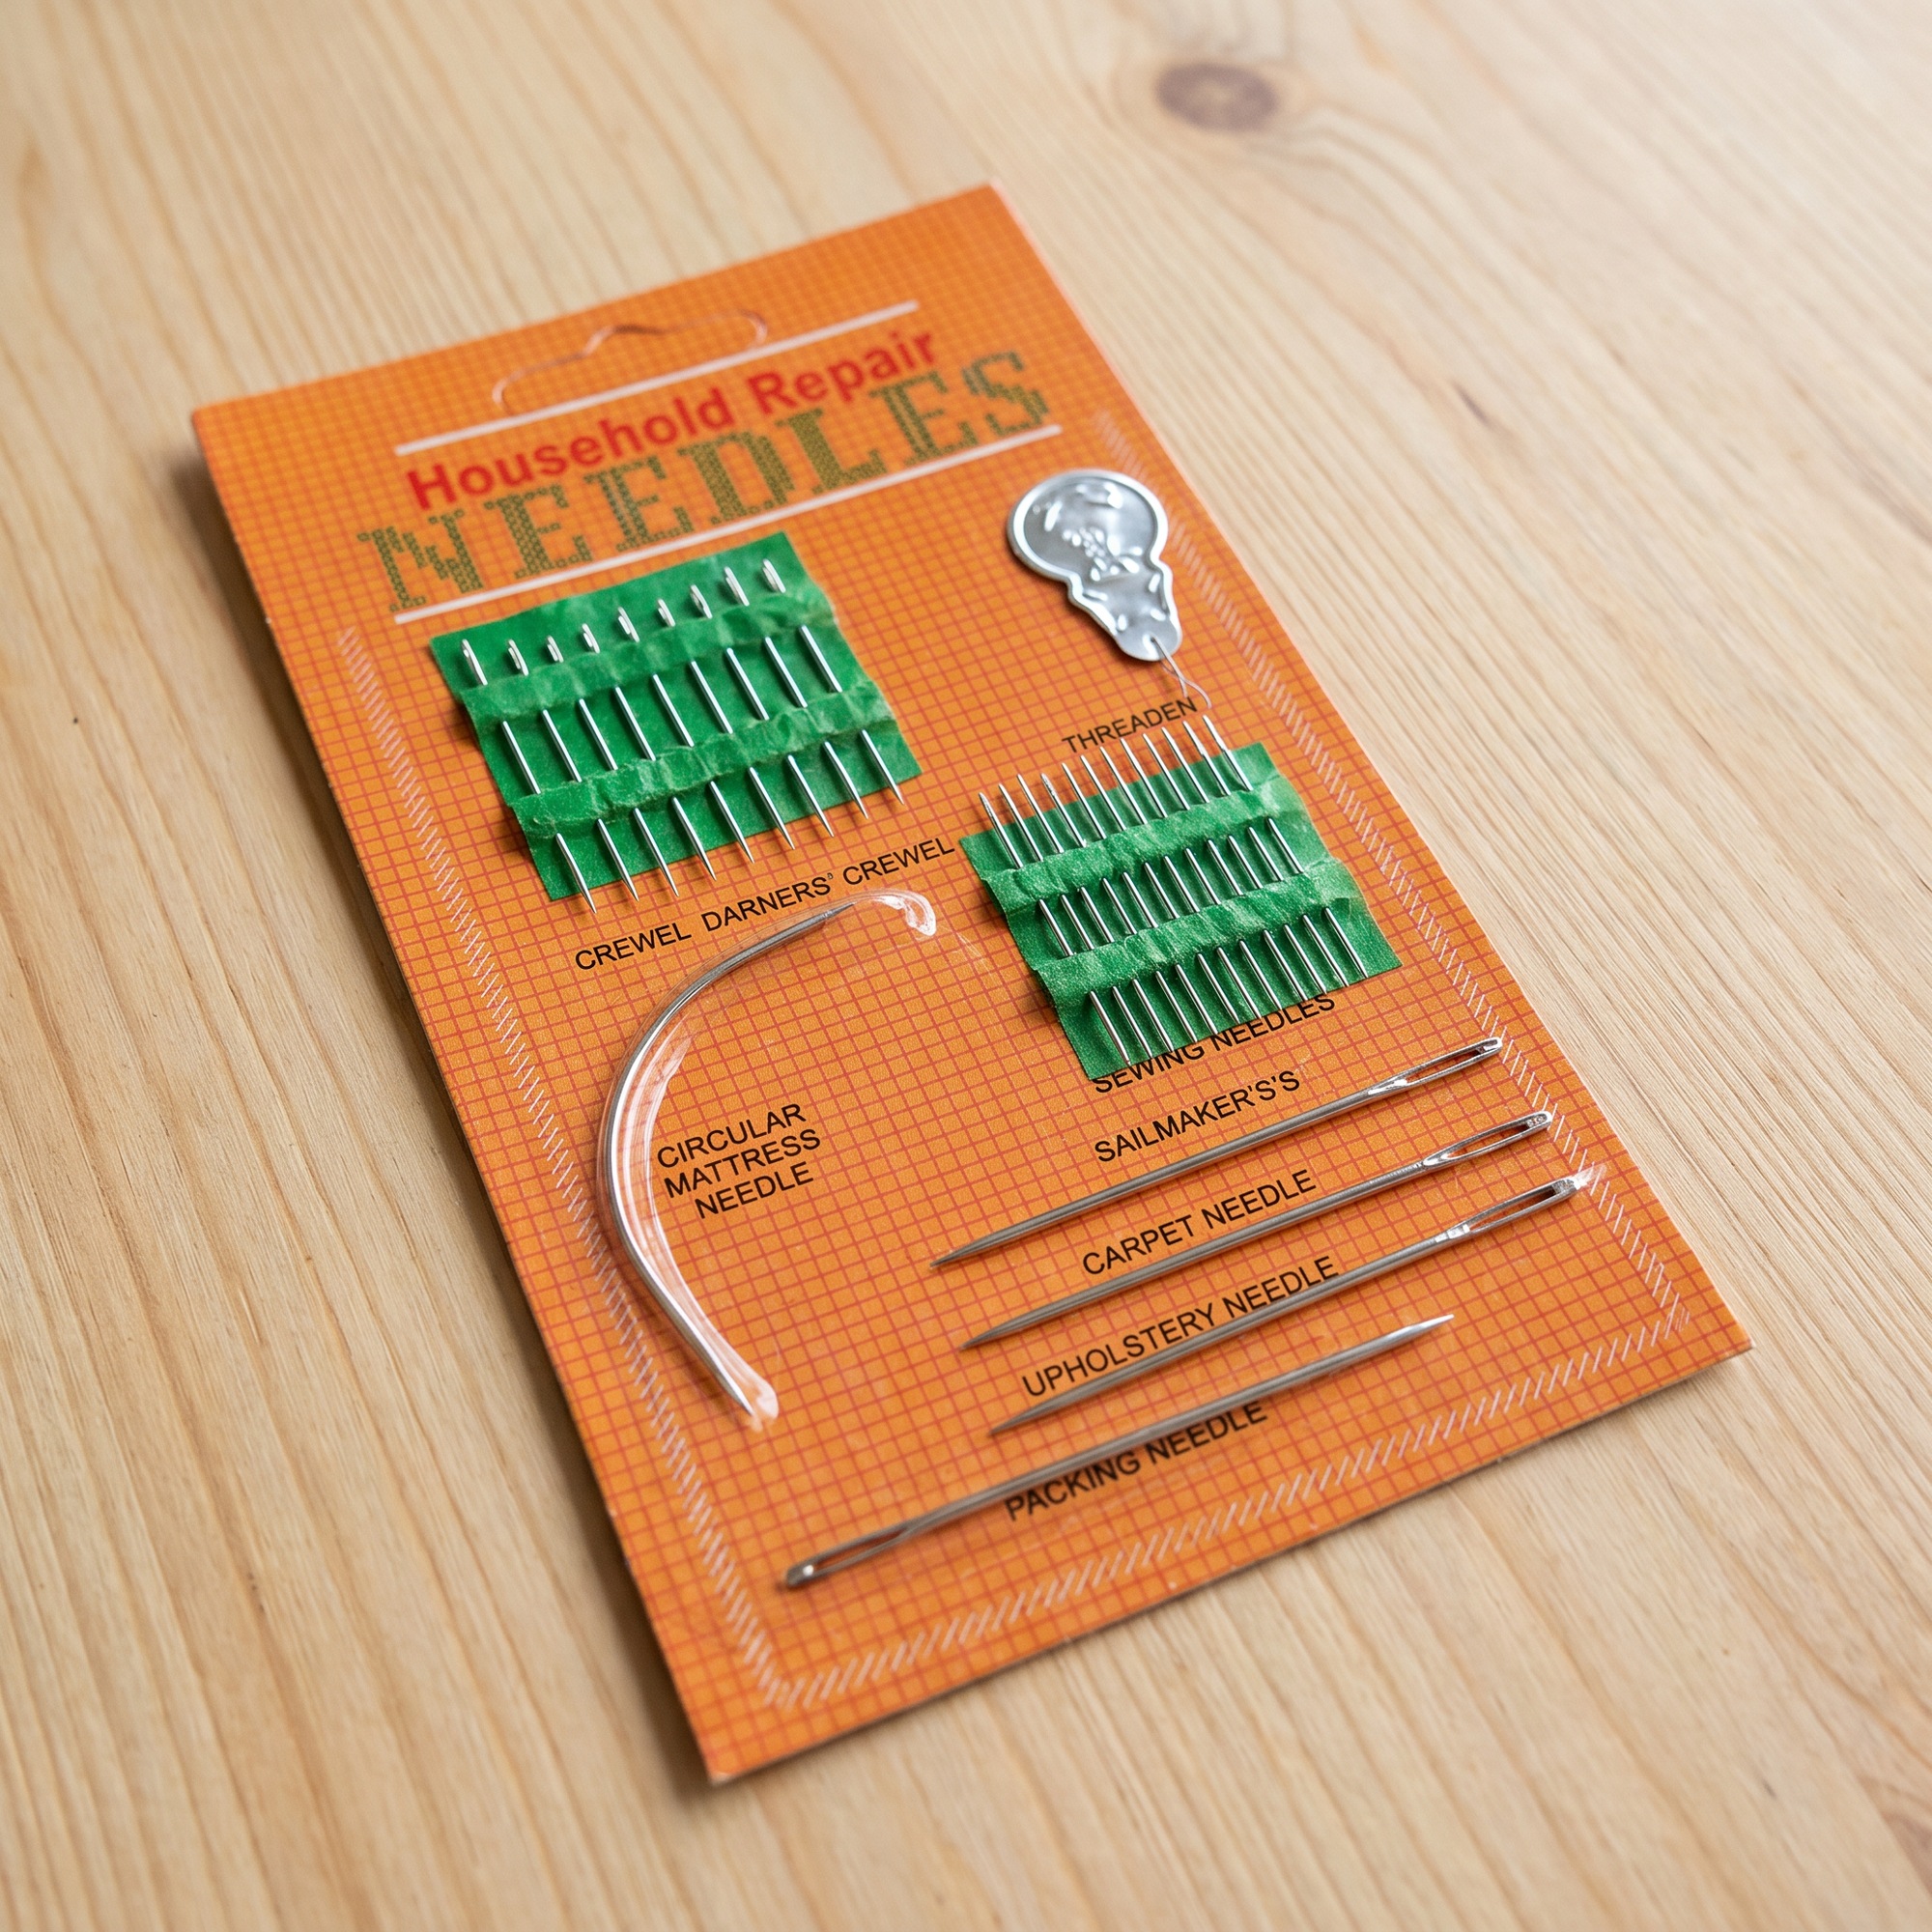 Household Repair
NEEDLES
THREADEN
CREWEL DARNERS' CREWEL
SEWING NEEDLES
SAILMAKER'S'S
CIRCULAR
MATTRESS
NEEDLE
CARPET NEEDLE
UPHOLSTERY NEEDLE
PACKING NEEDLE